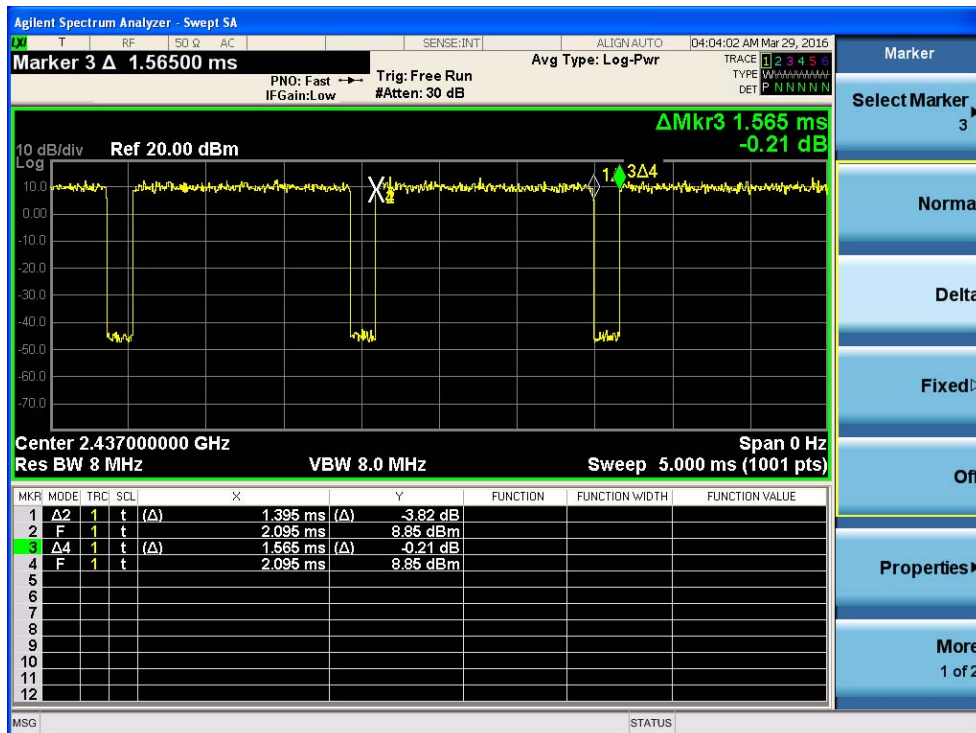 Agilent Spectrum Analyzer - Swept SA
LXI T RF 50 Ω AC SENSE:INT ALIGN AUTO 04:04:02 AM Mar 29, 2016
Marker 3 Δ 1.56500 ms
PNO: Fast
IFGain:Low
Trig: Free Run
#Atten: 30 dB
Avg Type: Log-Pwr
TRACE 1 2 3 4 5 6
TYPE
DET P N N N N N
ΔMkr3 1.565 ms
-0.21 dB
10 dB/div Ref 20.00 dBm
Log
10.0
0.00
-10.0
-20.0
-30.0
-40.0
-50.0
-60.0
-70.0
3Δ4
Center 2.437000000 GHz Span 0 Hz
Res BW 8 MHz VBW 8.0 MHz Sweep 5.000 ms (1001 pts)
MKR MODE TRC SCL X Y FUNCTION FUNCTION WIDTH FUNCTION VALUE
1 Δ2 1 t (Δ) 1.395 ms (Δ) -3.82 dB
2 F 1 t 2.095 ms 8.85 dBm
3 Δ4 1 t (Δ) 1.565 ms (Δ) -0.21 dB
4 F 1 t 2.095 ms 8.85 dBm
5
6
7
8
9
10
11
12
MSG STATUS
Marker
Select Marker
3
Norma
Delta
Fixed
Off
Properties
More
1 of 2